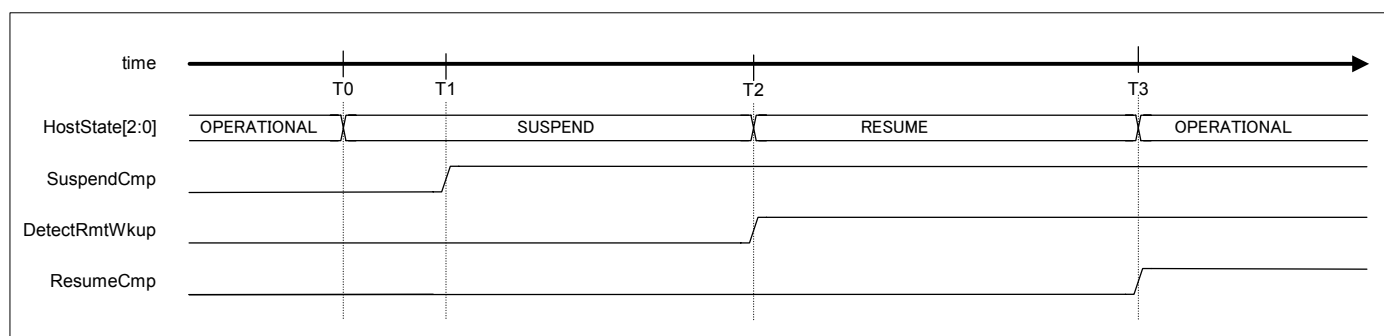 time
T0 T1 T2 T3
HostState[2:0] OPERATIONAL SUSPEND RESUME OPERATIONAL
SuspendCmp
DetectRmtWkup
ResumeCmp